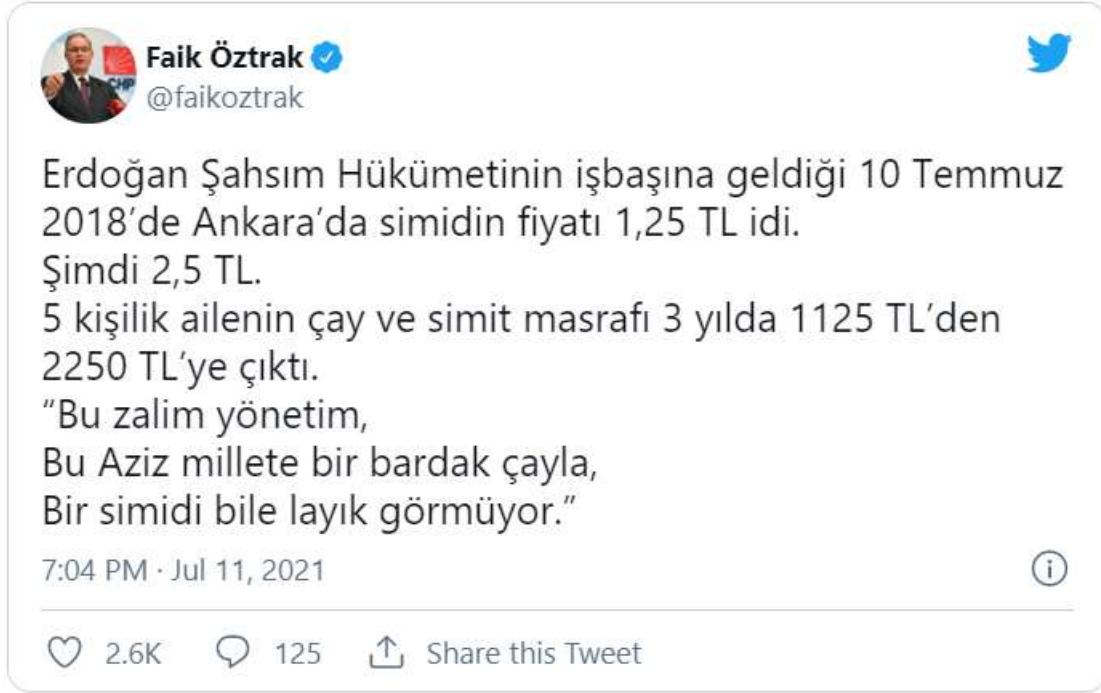 Faik Öztrak
@faikoztrak
CHP
Erdoğan Şahsım Hükümetinin işbaşına geldiği 10 Temmuz
2018’de Ankara’da simidin fiyatı 1,25 TL idi.
Şimdi 2,5 TL.
5 kişilik ailenin çay ve simit masrafı 3 yılda 1125 TL’den
2250 TL’ye çıktı.
“Bu zalim yönetim,
Bu Aziz millete bir bardak çayla,
Bir simidi bile layık görmüyor.”
7:04 PM · Jul 11, 2021
2.6K 125 Share this Tweet